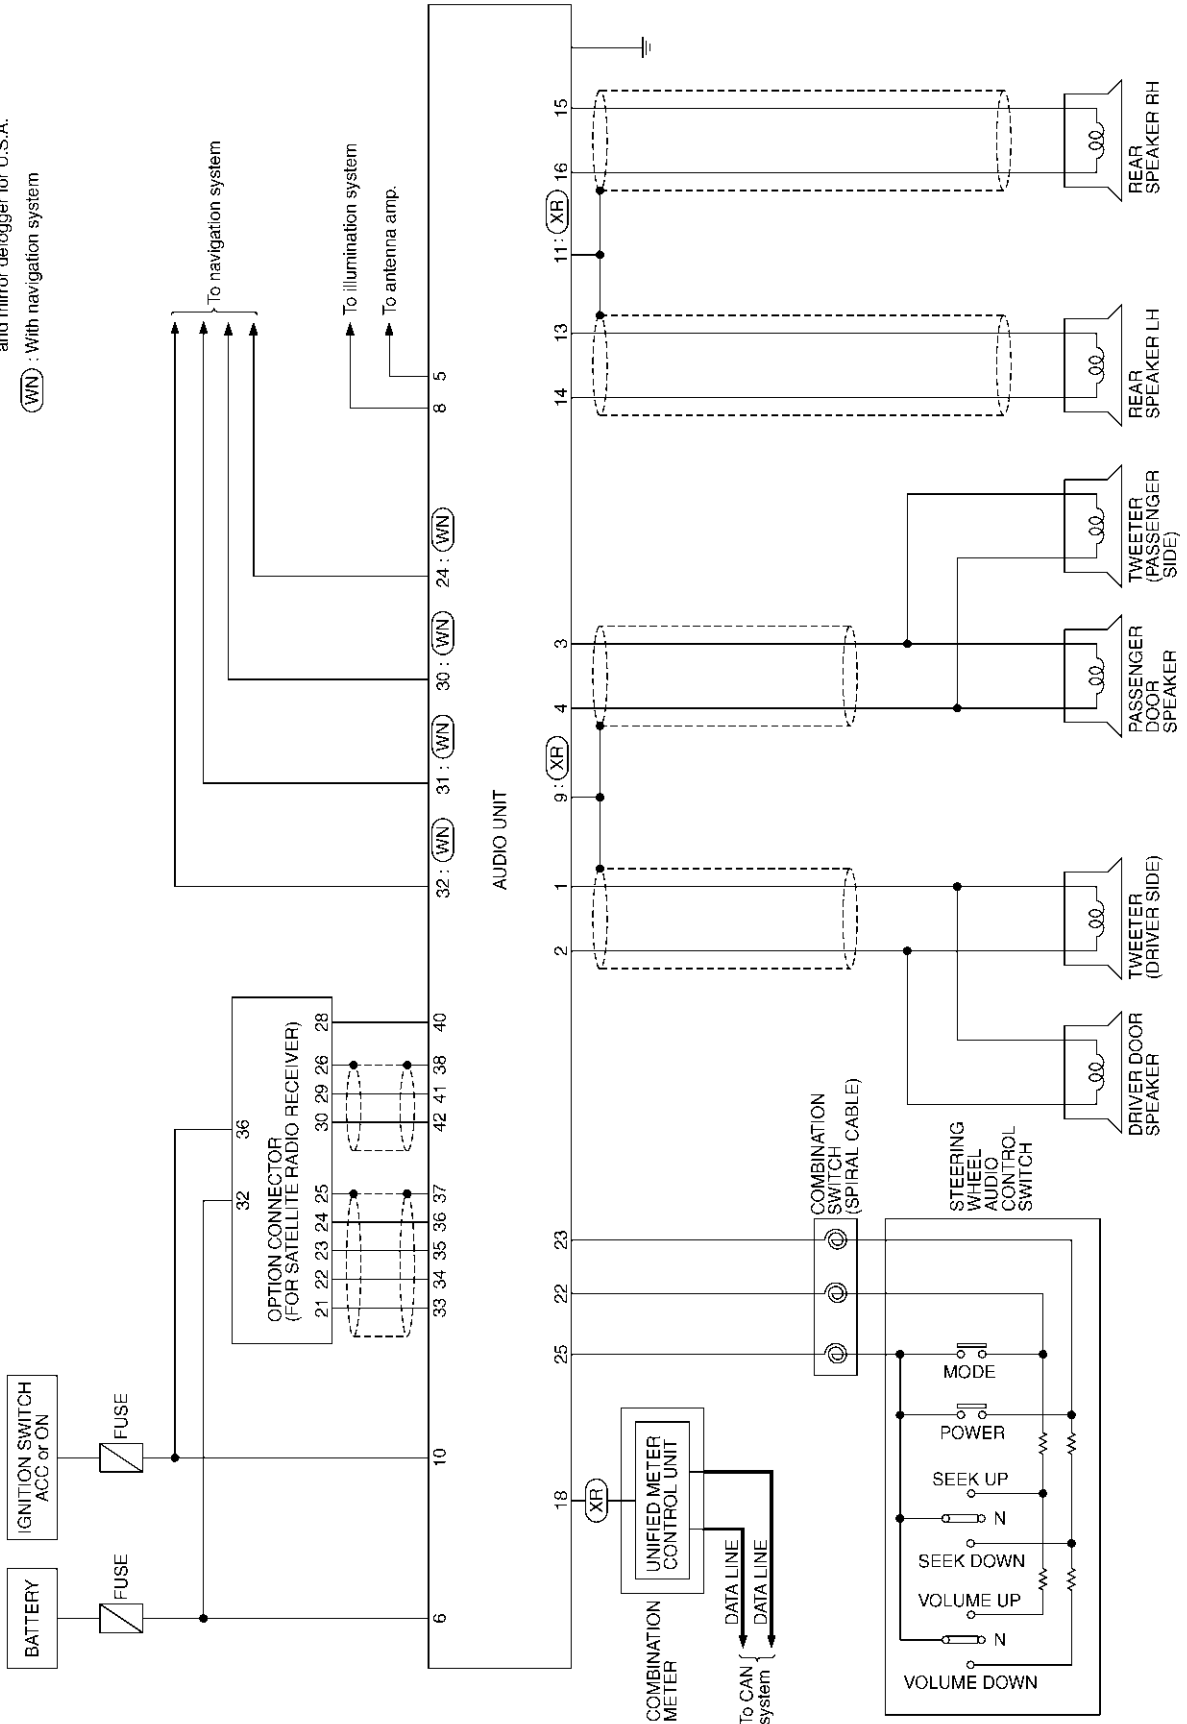 and mirror defogger for U.S.A.
WN : With navigation system
To navigation system
To illumination system
To antenna amp.
BATTERY
IGNITION SWITCH
ACC or ON
FUSE
FUSE
OPTION CONNECTOR
(FOR SATELLITE RADIO RECEIVER)
32
36
21
22
23
24
25
30
29
26
28
6
10
33
34
35
36
37
42
41
38
40
32 : WN
31 : WN
30 : WN
24 : WN
8
5
AUDIO UNIT
18
25
22
23
2
1
9 : XR
4
3
14
13
11 : XR
16
15
XR
COMBINATION
METER
UNIFIED METER
CONTROL UNIT
DATA LINE
DATA LINE
To CAN
system
COMBINATION
SWITCH
(SPIRAL CABLE)
STEERING
WHEEL
AUDIO
CONTROL
SWITCH
VOLUME DOWN
N
VOLUME UP
SEEK DOWN
N
SEEK UP
POWER
MODE
DRIVER DOOR
SPEAKER
TWEETER
(DRIVER SIDE)
PASSENGER
DOOR
SPEAKER
TWEETER
(PASSENGER
SIDE)
REAR
SPEAKER LH
REAR
SPEAKER RH